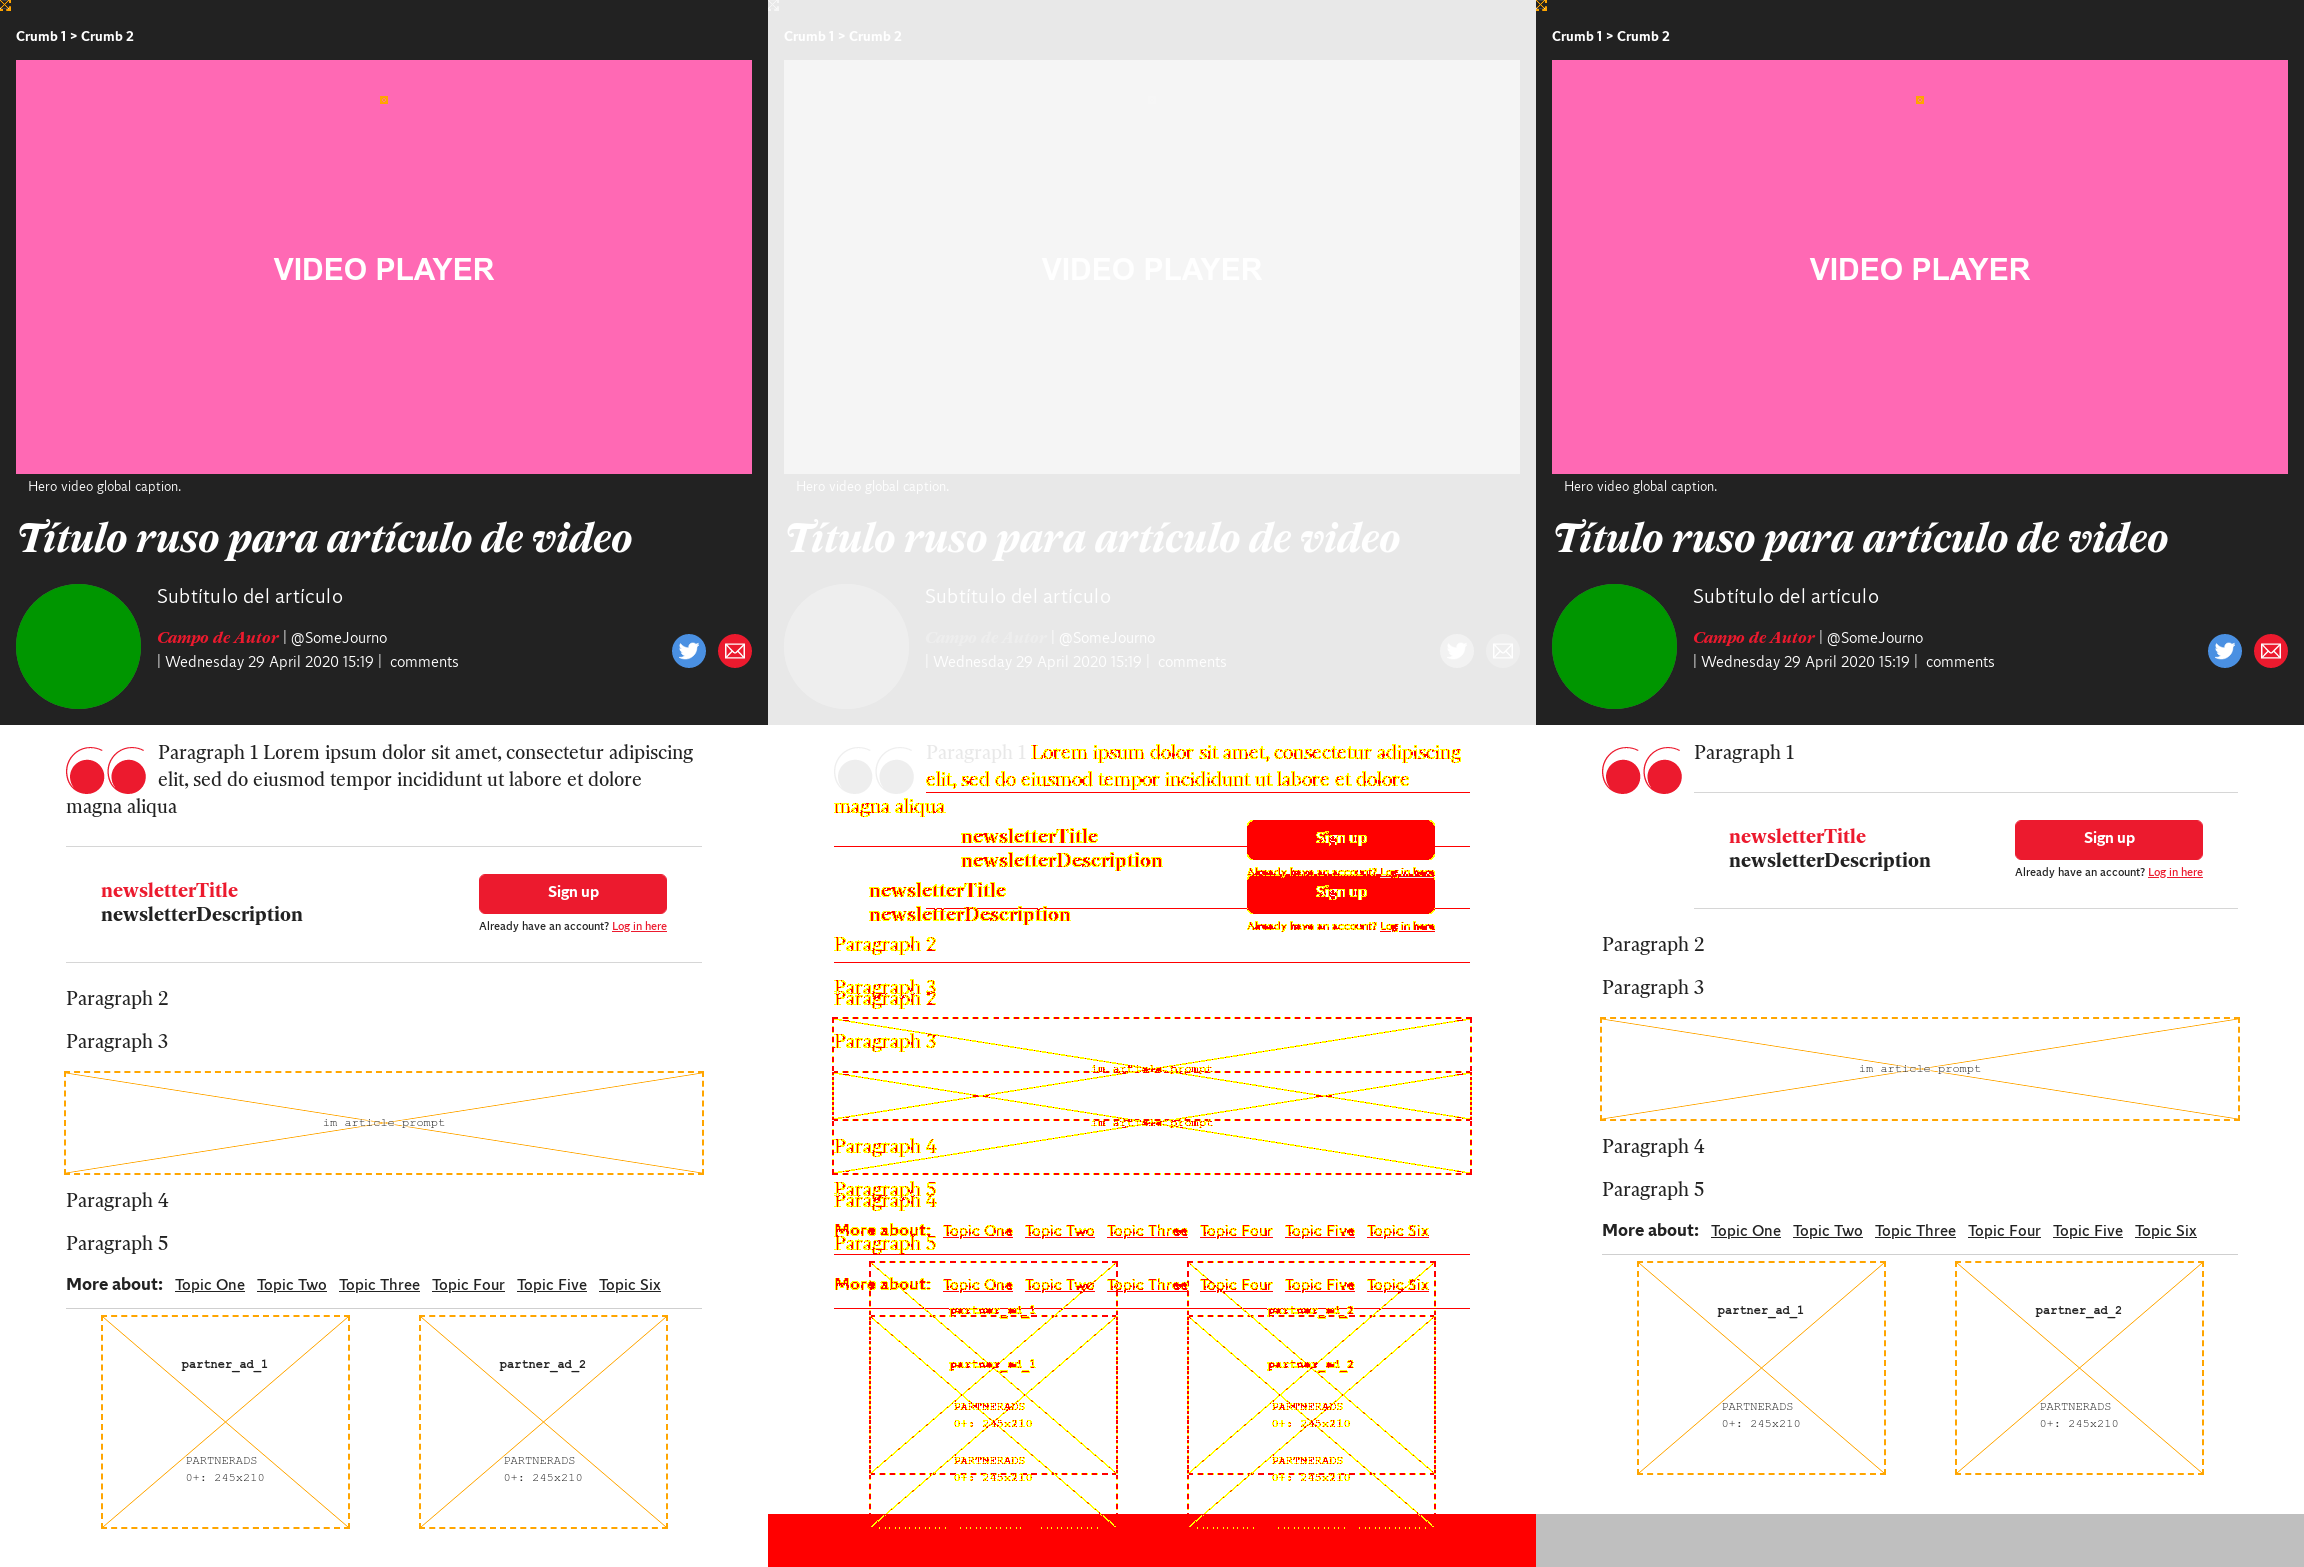 Crumb 1 > Crumb 2
VIDEO PLAYER
Hero video global caption.
Título ruso para artículo de video
Subtítulo del artículo
Campo de Autor | @SomeJourno
| Wednesday 29 April 2020 15:19 | comments
Paragraph 1 Lorem ipsum dolor sit amet, consectetur adipiscing
elit, sed do eiusmod tempor incididunt ut labore et dolore
magna aliqua
newsletterTitle
newsletterDescription
Sign up
Already have an account? Log in here
Paragraph 2
Paragraph 3
im article prompt
Paragraph 4
Paragraph 5
More about: Topic One Topic Two Topic Three Topic Four Topic Five Topic Six
partner_ad_1
PARTNERADS
0+: 245x210
partner_ad_2
PARTNERADS
0+: 245x210
Crumb 1 > Crumb 2
VIDEO PLAYER
Hero video global caption.
Título ruso para artículo de video
Subtítulo del artículo
Campo de Autor | @SomeJourno
| Wednesday 29 April 2020 15:19 | comments
Paragraph 1 Lorem ipsum dolor sit amet, consectetur adipiscing
elit, sed do eiusmod tempor incididunt ut labore et dolore
magna aliqua
newsletterTitle
newsletterDescription
Sign up
Already have an account? Log in here
newsletterTitle
newsletterDescription
Sign up
Already have an account? Log in here
Paragraph 2
Paragraph 3
Paragraph 2
Paragraph 3
im article prompt
im article prompt
Paragraph 4
Paragraph 5
Paragraph 4
More about: Topic One Topic Two Topic Three Topic Four Topic Five Topic Six
Paragraph 5
More about: Topic One Topic Two Topic Three Topic Four Topic Five Topic Six
partner_ad_1
partner_ad_2
partner_ad_1
partner_ad_2
PARTNERADS
0+: 245x210
PARTNERADS
0+: 245x210
PARTNERADS
0+: 245x210
PARTNERADS
0+: 245x210
Crumb 1 > Crumb 2
VIDEO PLAYER
Hero video global caption.
Título ruso para artículo de video
Subtítulo del artículo
Campo de Autor | @SomeJourno
| Wednesday 29 April 2020 15:19 | comments
Paragraph 1
newsletterTitle
newsletterDescription
Sign up
Already have an account? Log in here
Paragraph 2
Paragraph 3
im article prompt
Paragraph 4
Paragraph 5
More about: Topic One Topic Two Topic Three Topic Four Topic Five Topic Six
partner_ad_1
PARTNERADS
0+: 245x210
partner_ad_2
PARTNERADS
0+: 245x210